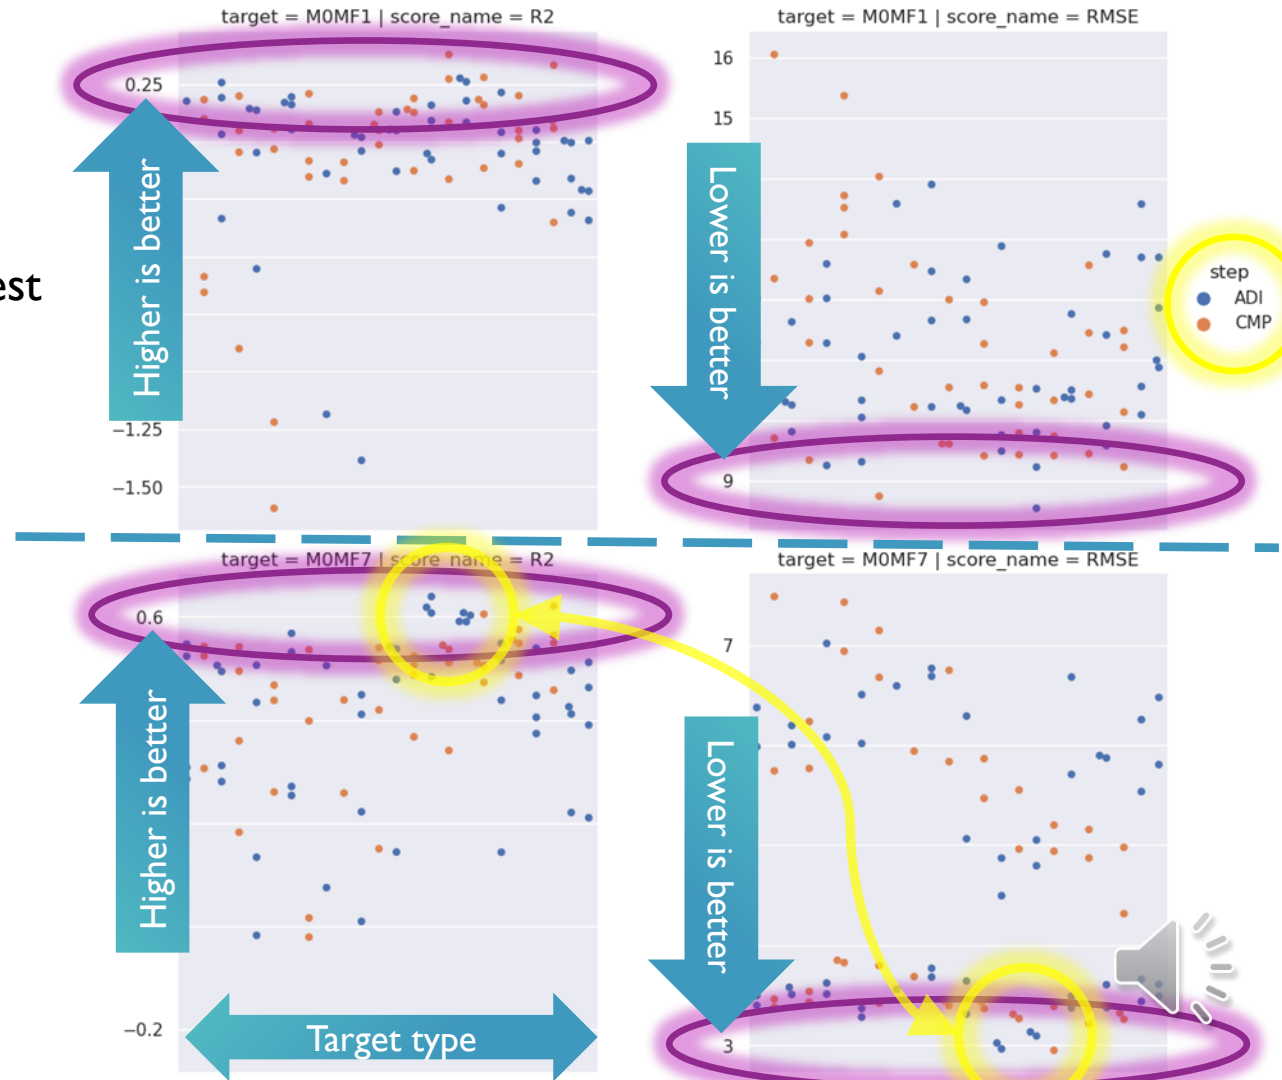 target = M0MF1 | score_name = R2
target = M0MF1 | score_name = RMSE
0.25
−1.25
−1.50
Higher is better
16
15
9
Lower is better
step
ADI
CMP
est
target = M0MF7 | score_name = R2
target = M0MF7 | score_name = RMSE
0.6
−0.2
Higher is better
Target type
7
3
Lower is better